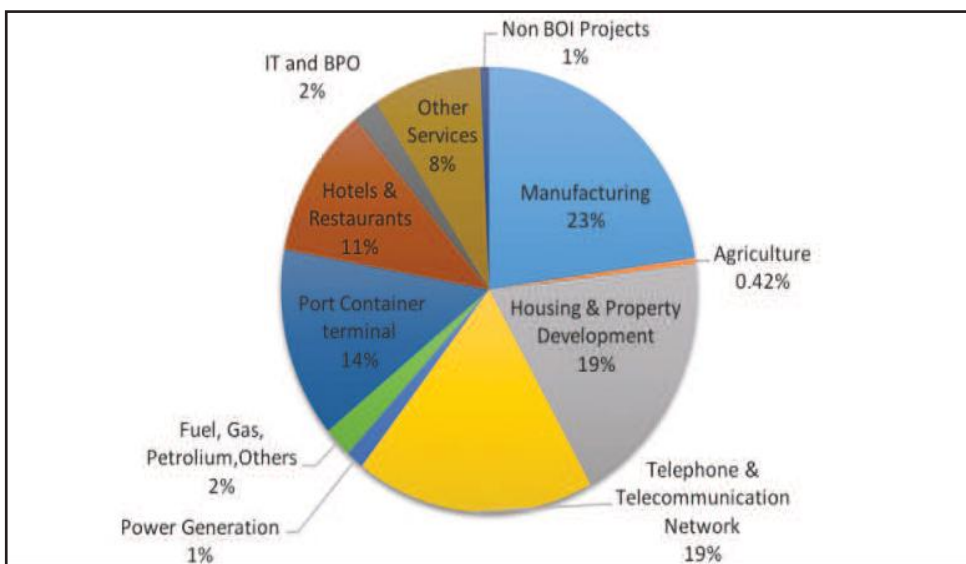 Non BOI Projects
1%
IT and BPO
2%
Other
Services
8%
Manufacturing
23%
Hotels &
Restaurants
11%
Agriculture
0.42%
Port Container
terminal
14%
Housing & Property
Development
19%
Fuel, Gas,
Petrolium,Others
2%
Telephone &
Telecommunication
Network
19%
Power Generation
1%